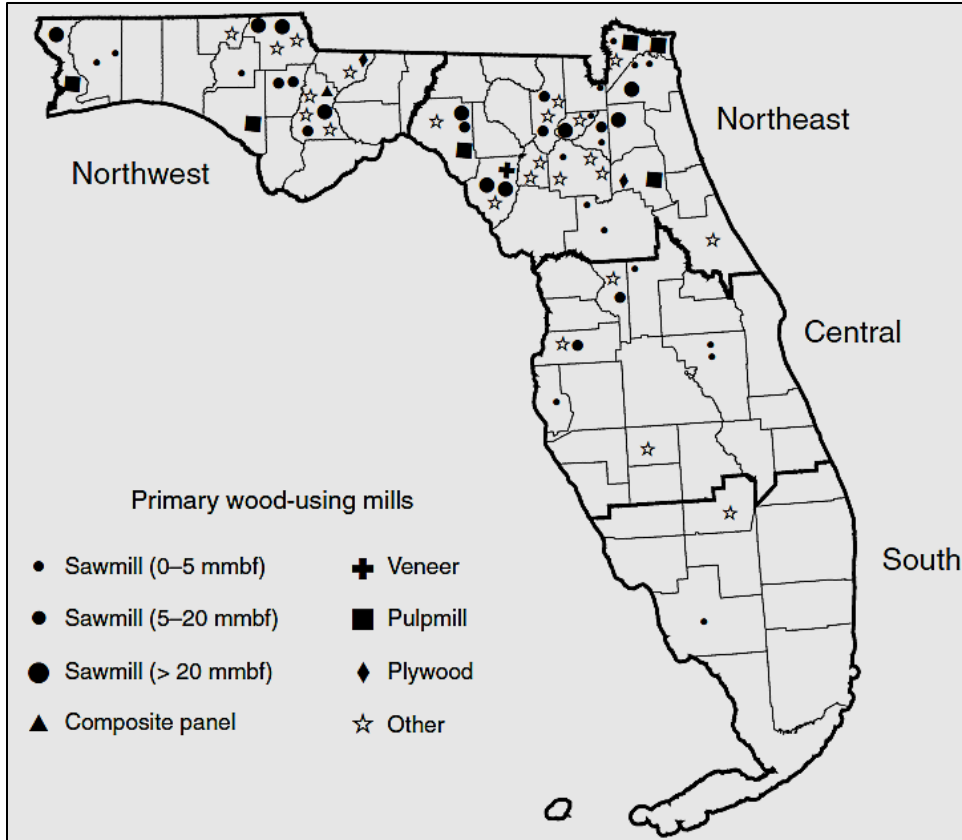 Northeast
Northwest
Central
South
Primary wood-using mills
Sawmill (0–5 mmbf)
Sawmill (5–20 mmbf)
Sawmill (> 20 mmbf)
Composite panel
Veneer
Pulpmill
Plywood
Other